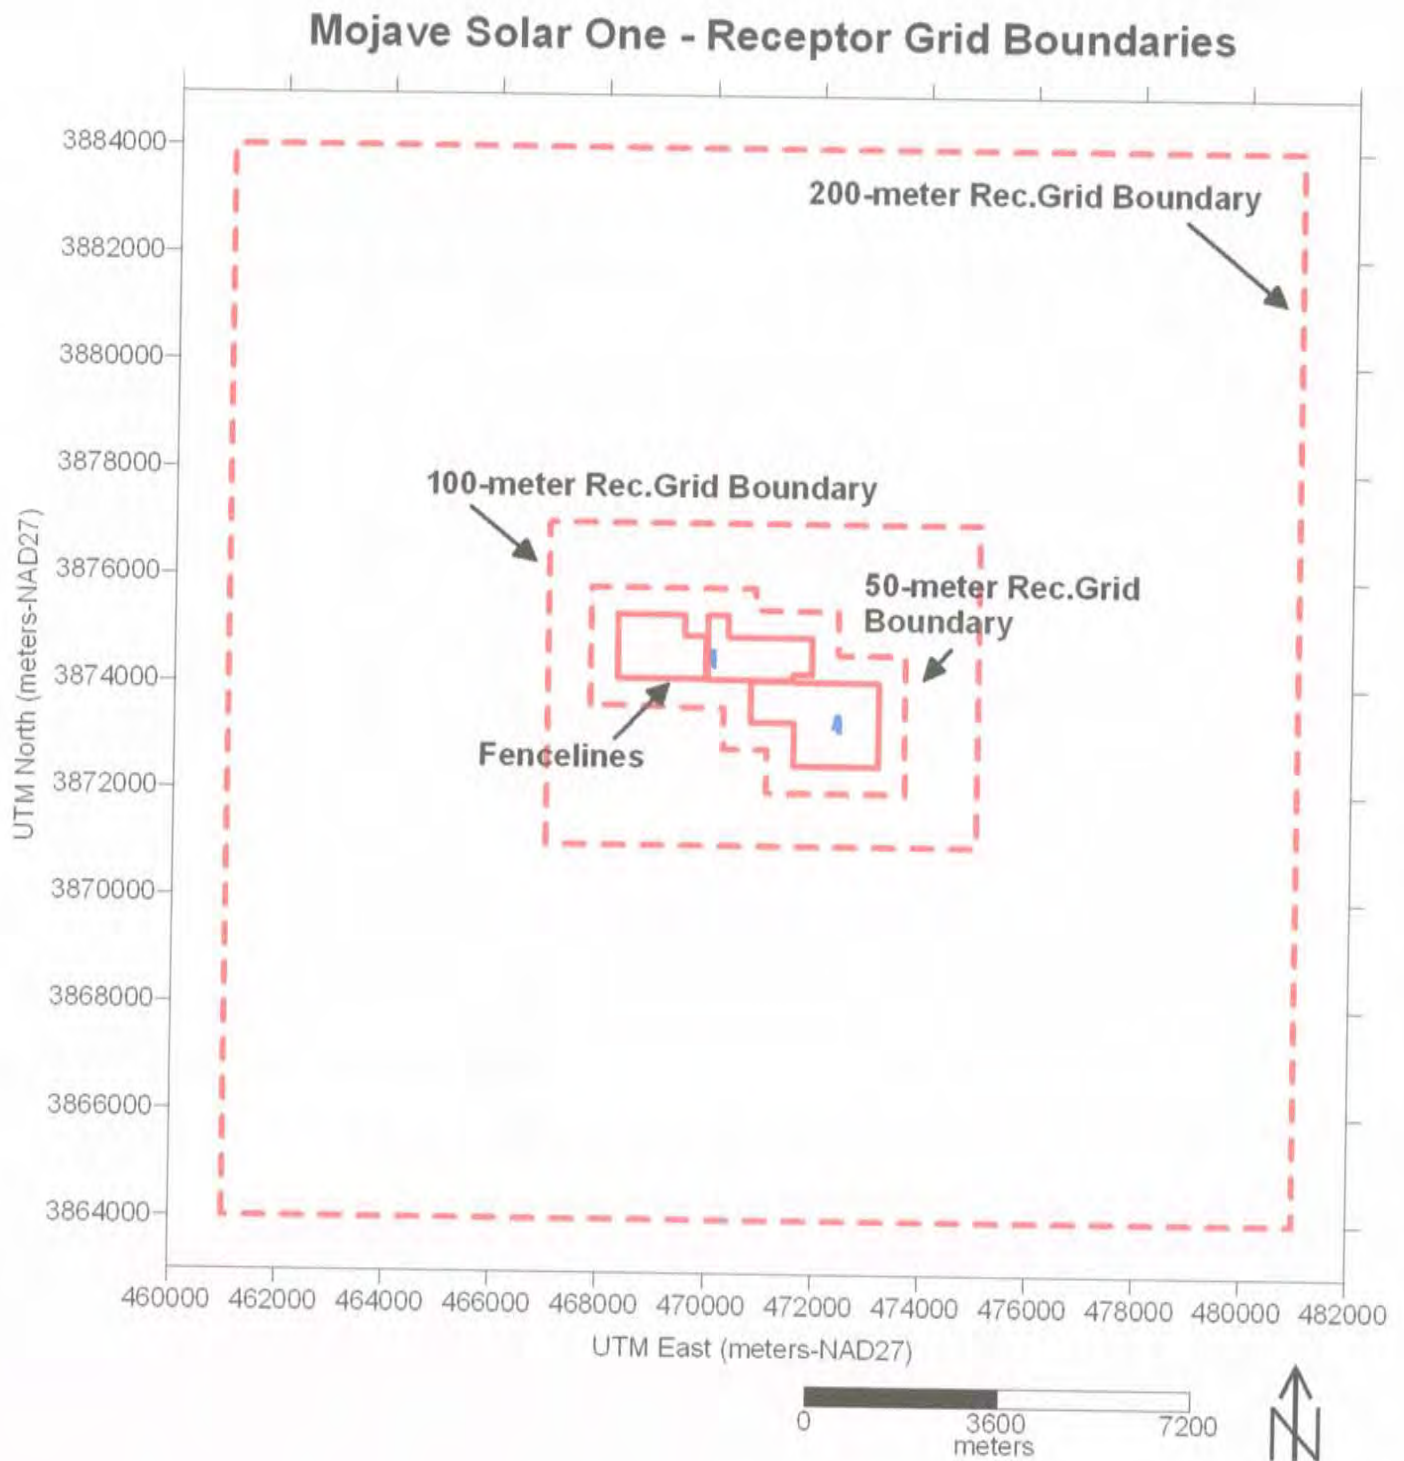 Mojave Solar One - Receptor Grid Boundaries
3884000
200-meter Rec.Grid Boundary
3882000
3880000
3878000
100-meter Rec.Grid Boundary
3876000
50-meter Rec.Grid
Boundary
3874000
Fencelines
3872000
3870000
3868000
3866000
3864000
UTM North (meters-NAD27)
460000 462000 464000 466000 468000 470000 472000 474000 476000 478000 480000 482000
UTM East (meters-NAD27)
0 3600 7200
meters
N